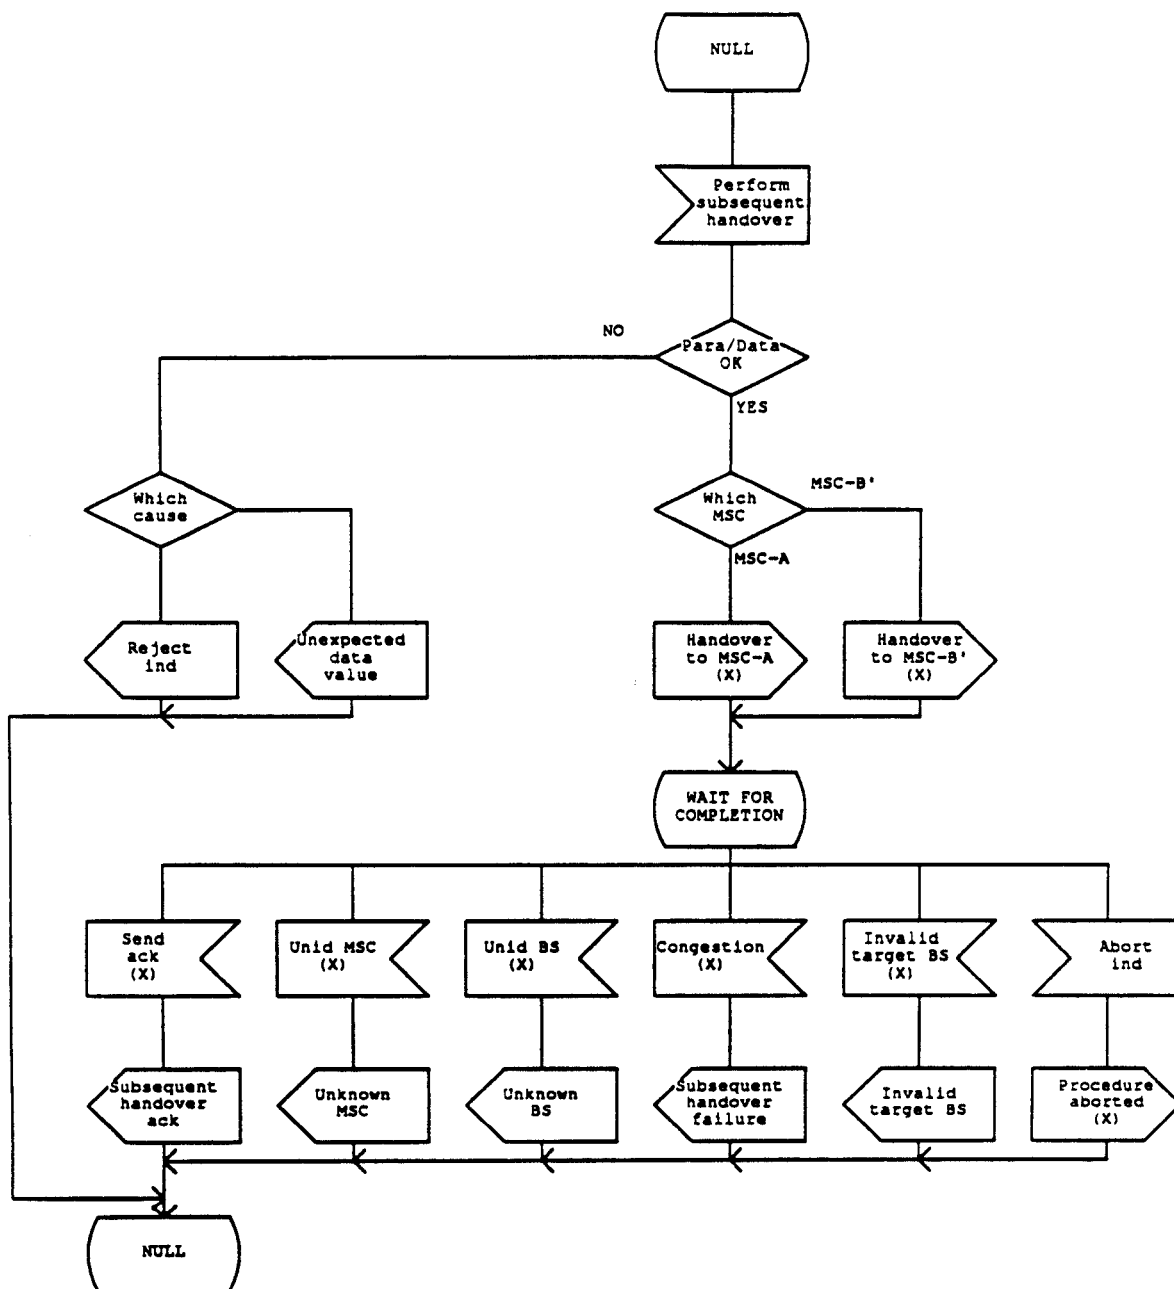 NULL
Perform
subsequent
handover
NO
Para/Data
OK
YES
Which
cause
Which
MSC
MSC-B'
MSC-A
Reject
ind
Unexpected
data
value
Handover
to MSC-A
(X)
Handover
to MSC-B'
(X)
WAIT FOR
COMPLETION
Send
ack
(X)
Unid MSC
(X)
Unid BS
(X)
Congestion
(X)
Invalid
target BS
(X)
Abort
ind
Subsequent
handover
ack
Unknown
MSC
Unknown
BS
Subsequent
handover
failure
Invalid
target BS
Procedure
aborted
(X)
NULL